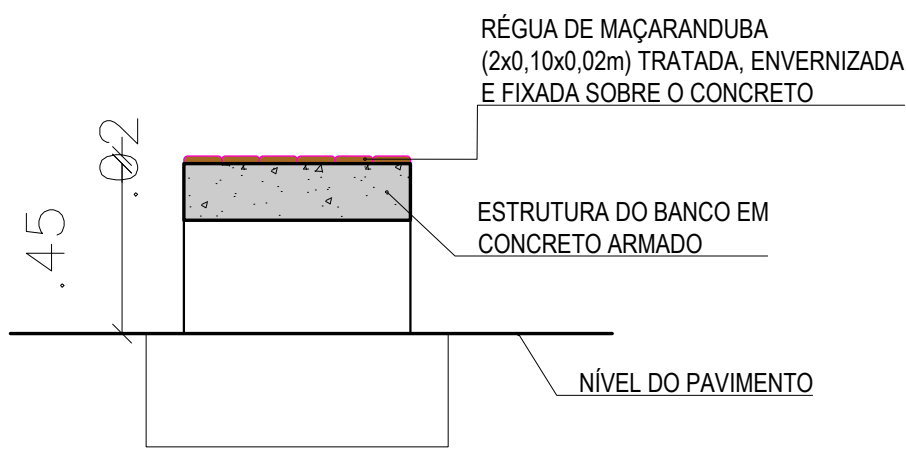 RÉGUA DE MAÇARANDUBA
(2x0,10x0,02m) TRATADA, ENVERNIZADA
E FIXADA SOBRE O CONCRETO
.02
.45
ESTRUTURA DO BANCO EM
CONCRETO ARMADO
NÍVEL DO PAVIMENTO